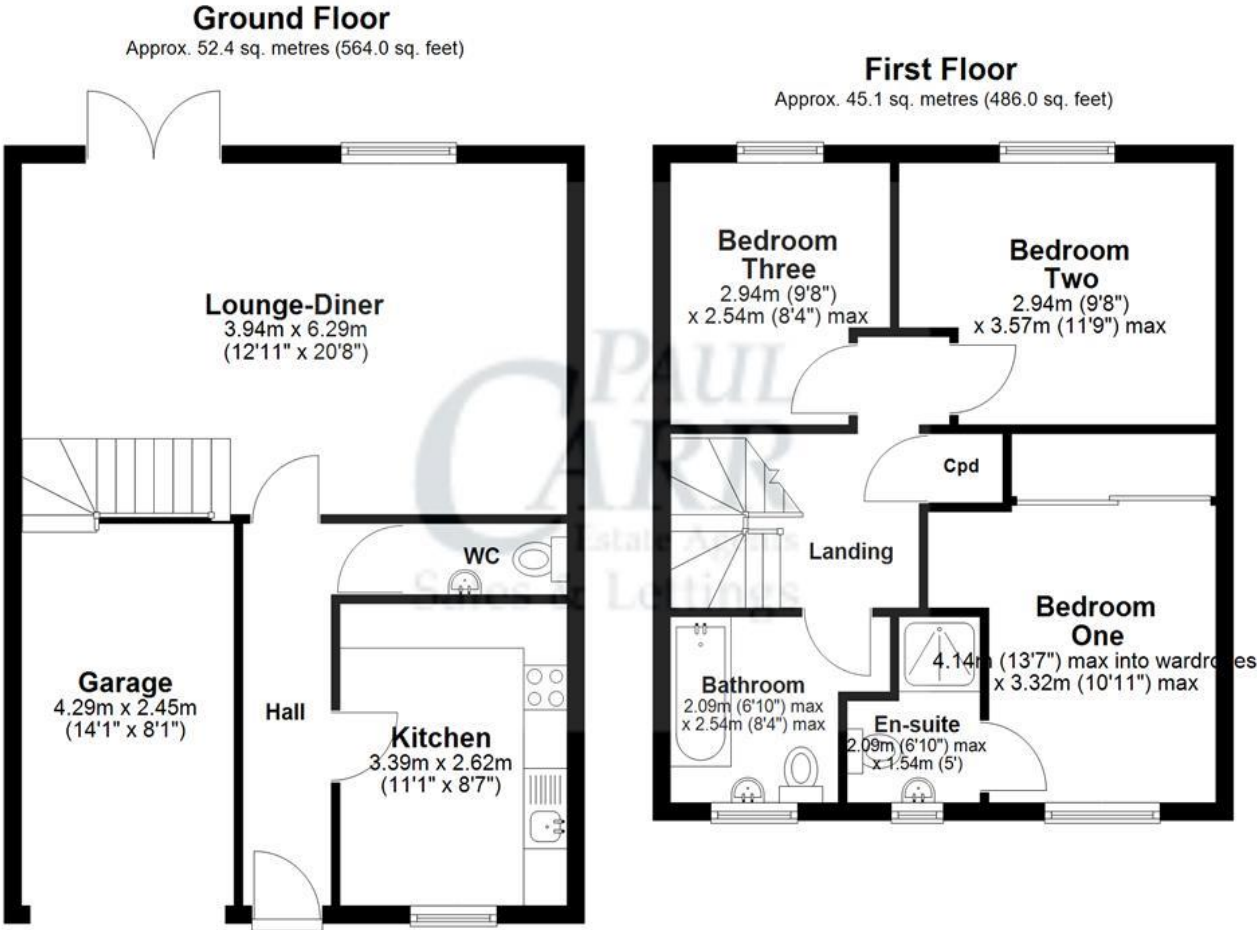 Ground Floor
Approx. 52.4 sq. metres (564.0 sq. feet)
Lounge-Diner
3.94m x 6.29m
(12'11" x 20'8")
WC
Garage
4.29m x 2.45m
(14'1" x 8'1")
Hall
Kitchen
3.39m x 2.62m
(11'1" x 8'7")
First Floor
Approx. 45.1 sq. metres (486.0 sq. feet)
Bedroom
Three
2.94m (9'8")
x 2.54m (8'4") max
Bedroom
Two
2.94m (9'8")
x 3.57m (11'9") max
Cpd
Landing
Bedroom
One
4.14m (13'7") max into wardrobes
x 3.32m (10'11") max
Bathroom
2.09m (6'10") max
x 2.54m (8'4") max
En-suite
2.09m (6'10") max
x 1.54m (5')
PAUL
CARR
Estate Agents
Sales & Lettings